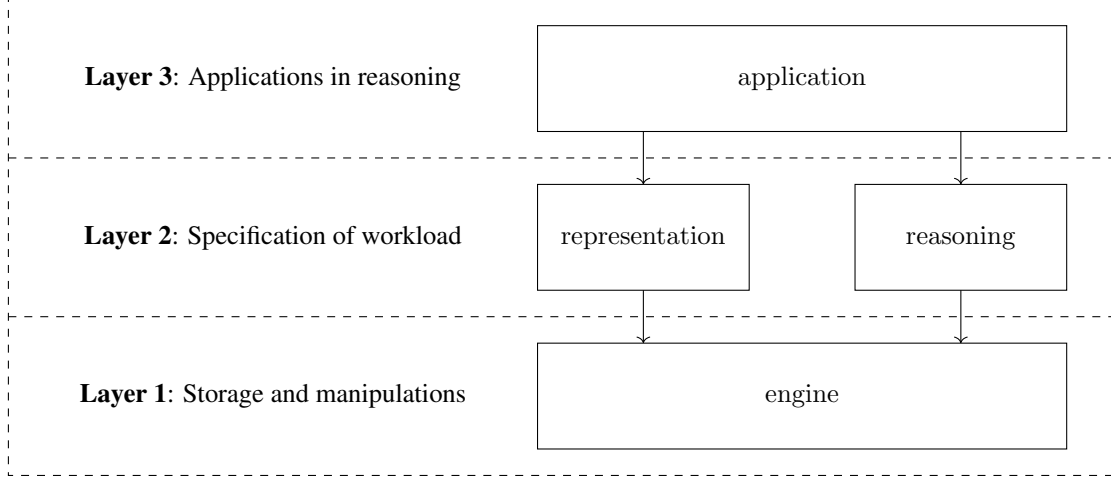 Layer 3: Applications in reasoning
application
Layer 2: Specification of workload
representation
reasoning
Layer 1: Storage and manipulations
engine